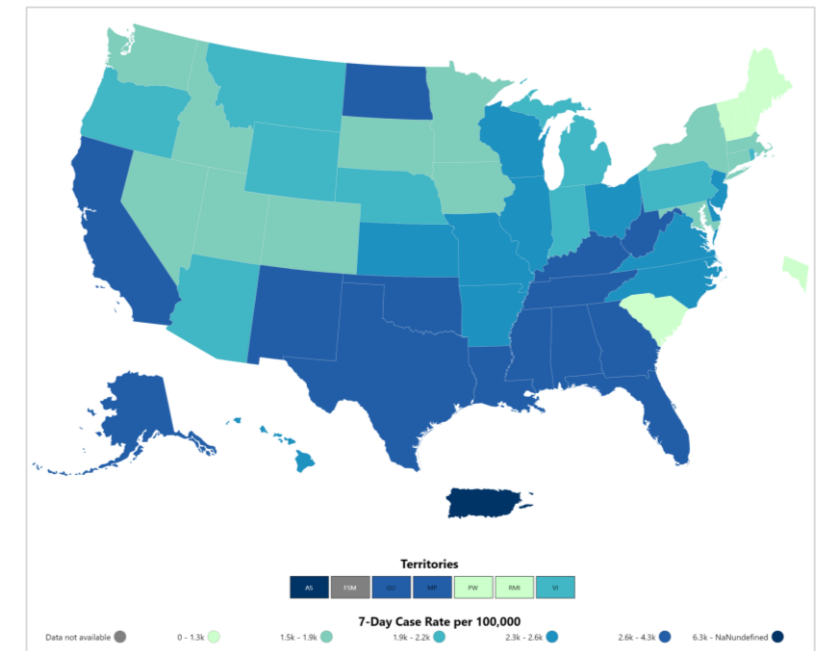 Territories
AS FSM GU MP PW RMI VI
7-Day Case Rate per 100,000
Data not available 0 - 1.3k 1.5k - 1.9k 1.9k - 2.2k 2.3k - 2.6k 2.6k - 4.3k 6.3k - NaNundefined